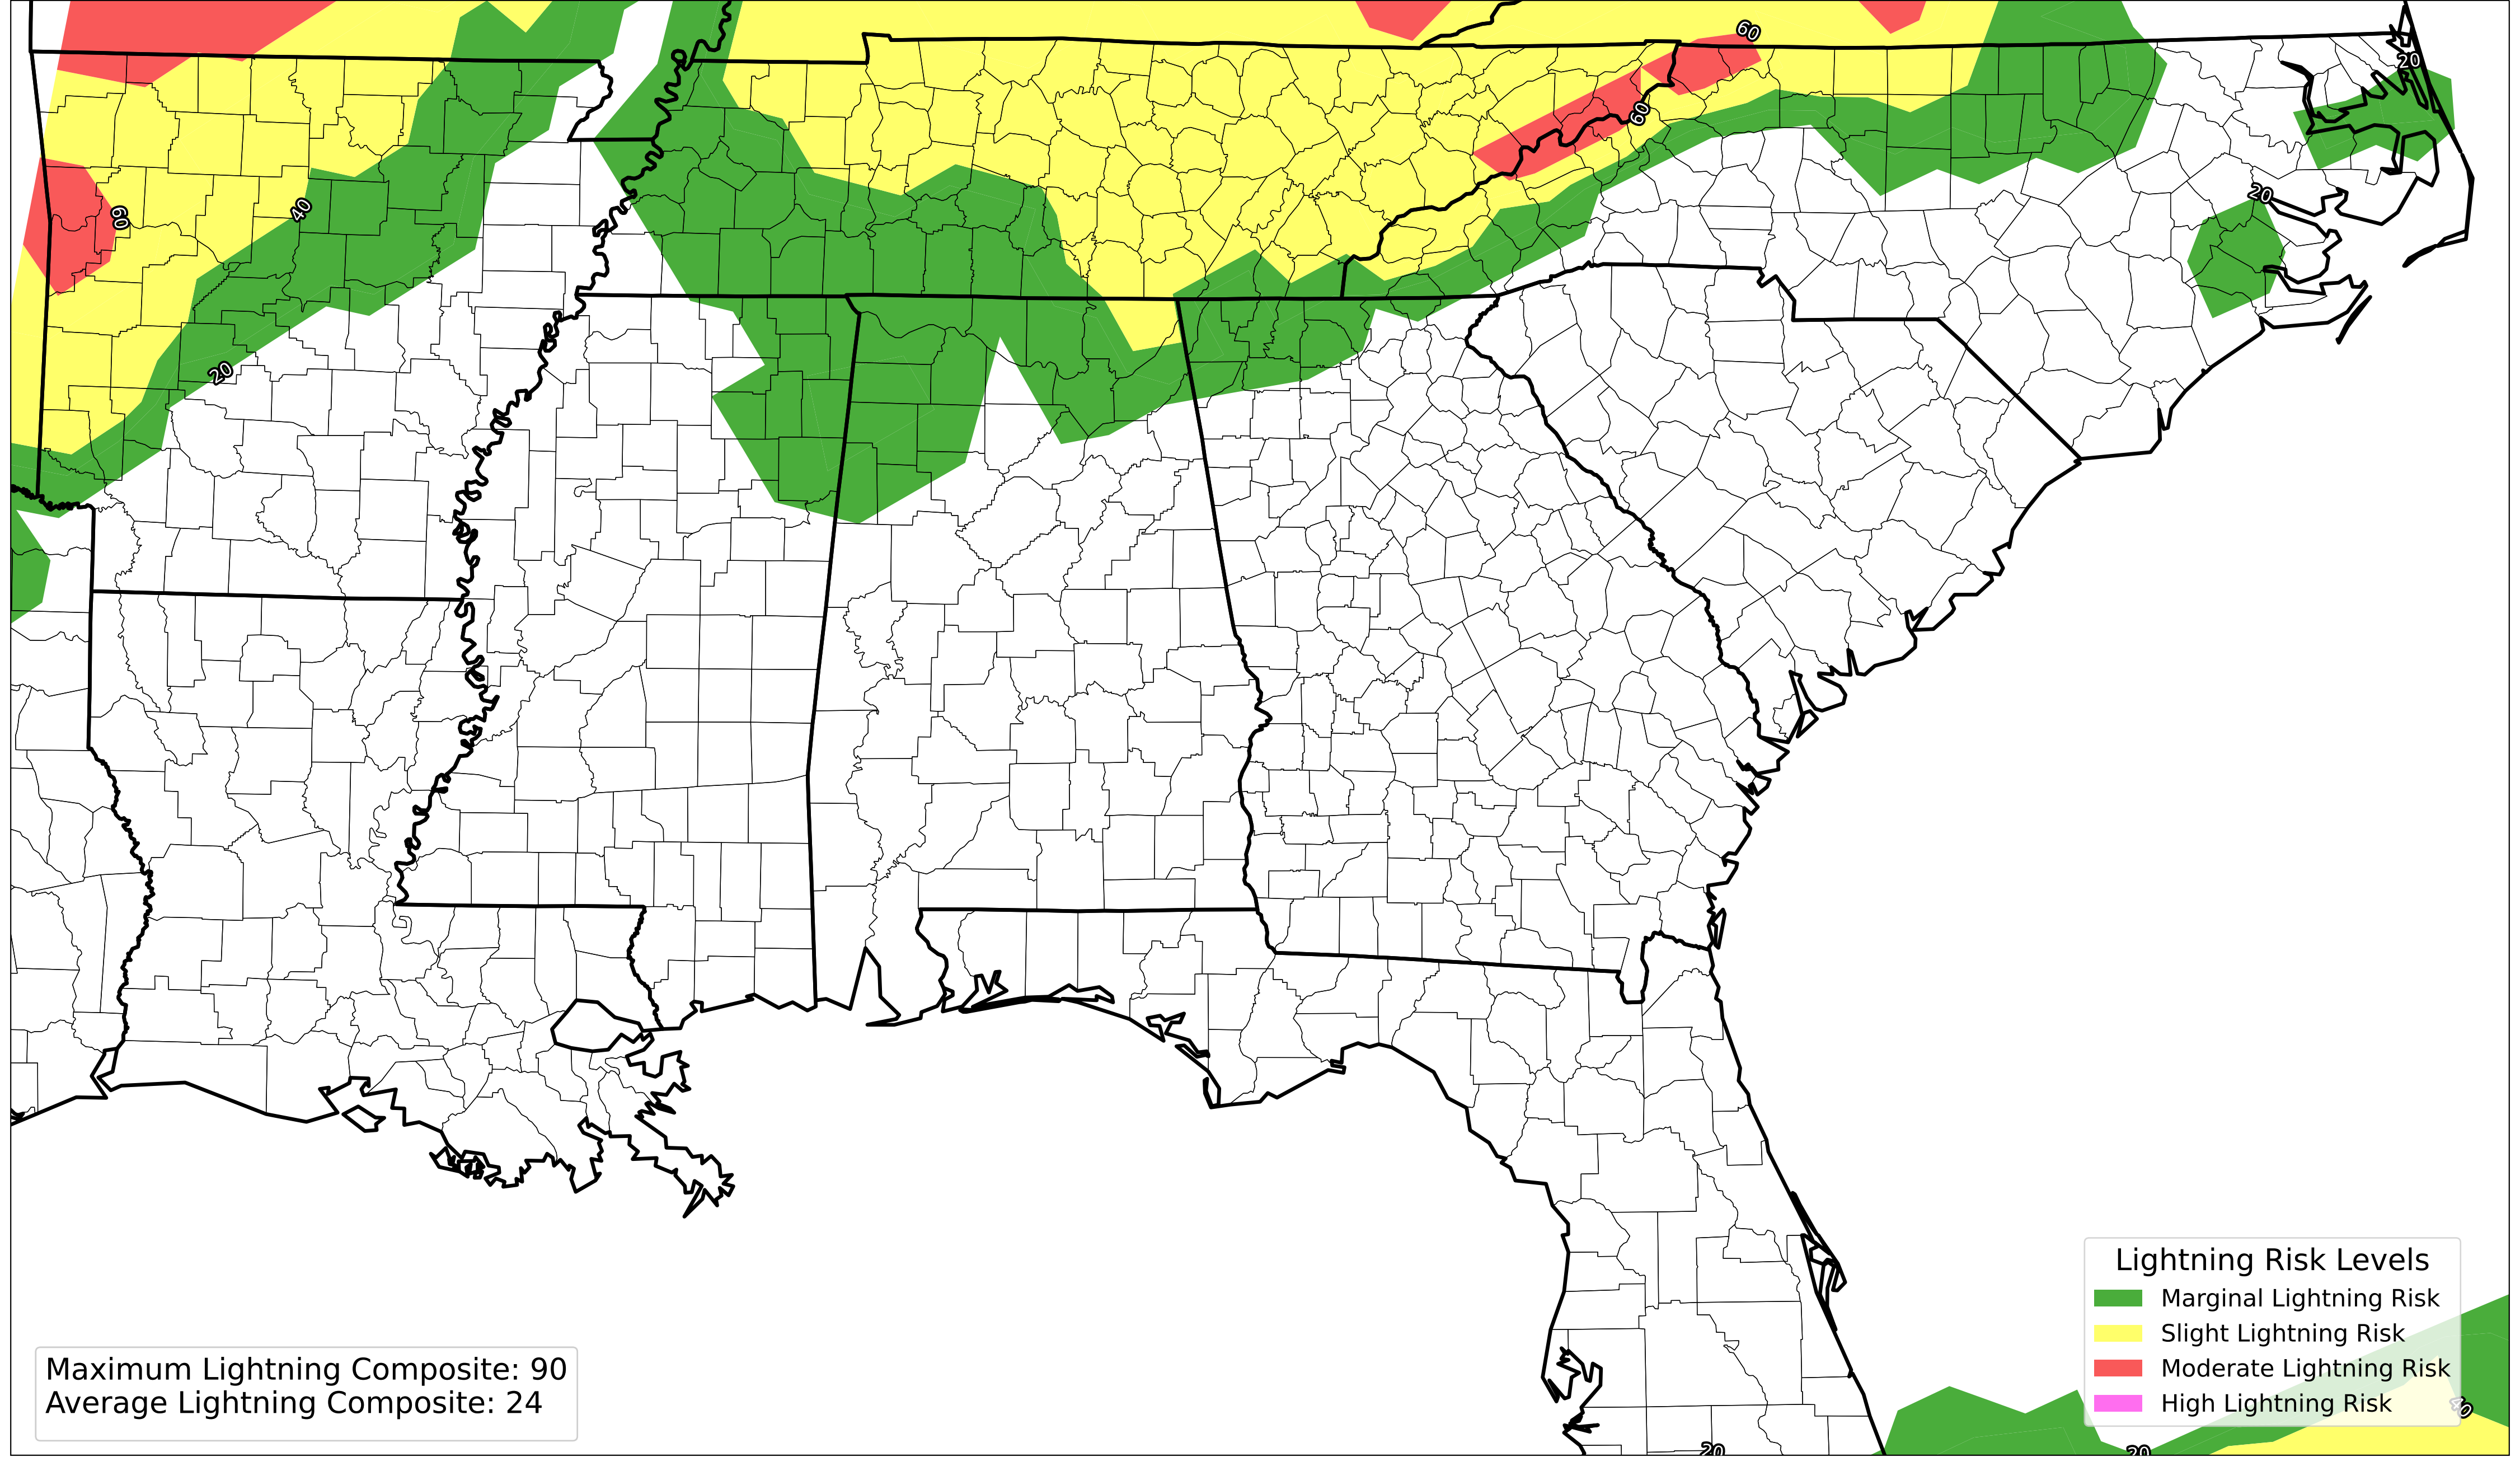 60
20
60
20
60
40
20
Lightning Risk Levels
Marginal Lightning Risk
Slight Lightning Risk
Moderate Lightning Risk
High Lightning Risk
Maximum Lightning Composite: 90
Average Lightning Composite: 24
40
20
20